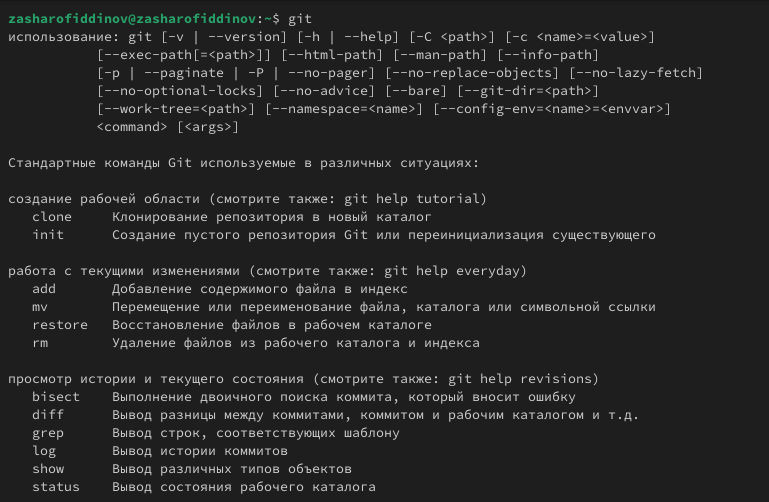 zasharofiddinov@zasharofiddinov:~$ git
использование: git [-v | --version] [-h | --help] [-C <path>] [-c <name>=<value>]
           [--exec-path[=<path>]] [--html-path] [--man-path] [--info-path]
           [-p | --paginate | -P | --no-pager] [--no-replace-objects] [--no-lazy-fetch]
           [--no-optional-locks] [--no-advice] [--bare] [--git-dir=<path>]
           [--work-tree=<path>] [--namespace=<name>] [--config-env=<name>=<envvar>]
           <command> [<args>]

Стандартные команды Git используемые в различных ситуациях:

создание рабочей области (смотрите также: git help tutorial)
   clone     Клонирование репозитория в новый каталог
   init      Создание пустого репозитория Git или переинициализация существующего

работа с текущими изменениями (смотрите также: git help everyday)
   add       Добавление содержимого файла в индекс
   mv        Перемещение или переименование файла, каталога или символьной ссылки
   restore   Восстановление файлов в рабочем каталоге
   rm        Удаление файлов из рабочего каталога и индекса

просмотр истории и текущего состояния (смотрите также: git help revisions)
   bisect    Выполнение двоичного поиска коммита, который вносит ошибку
   diff      Вывод разницы между коммитами, коммитом и рабочим каталогом и т.д.
   grep      Вывод строк, соответствующих шаблону
   log       Вывод истории коммитов
   show      Вывод различных типов объектов
   status    Вывод состояния рабочего каталога